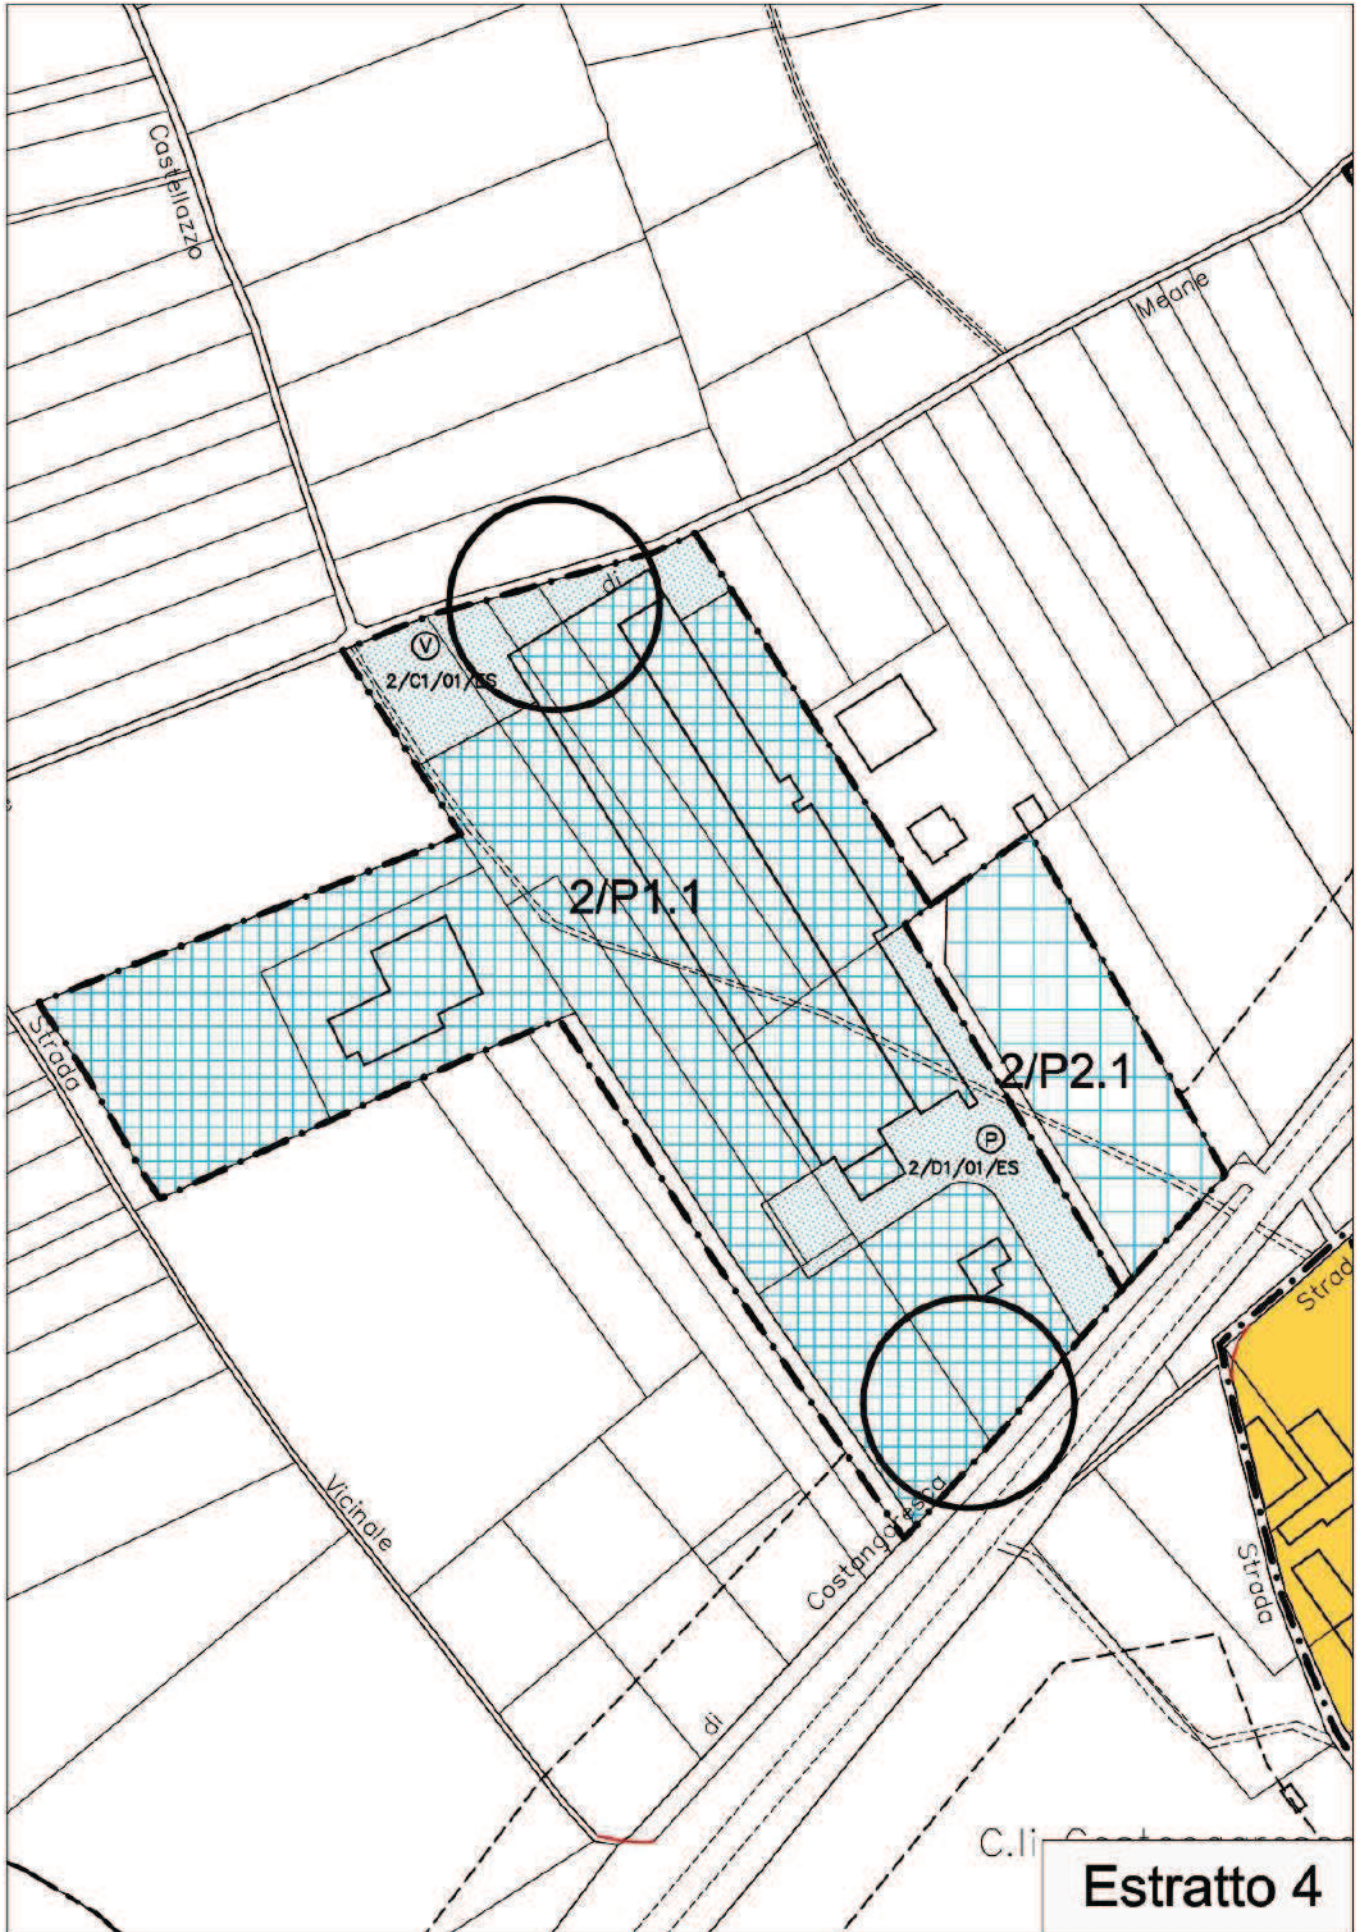 Castellazzo
Meane
di
V
2/C1/01/ES
2/P1.1
Strada
2/P2.1
P
2/D1/01/ES
Strad
Vicinale
Costangaresca
Strada
di
C.li
Estratto 4